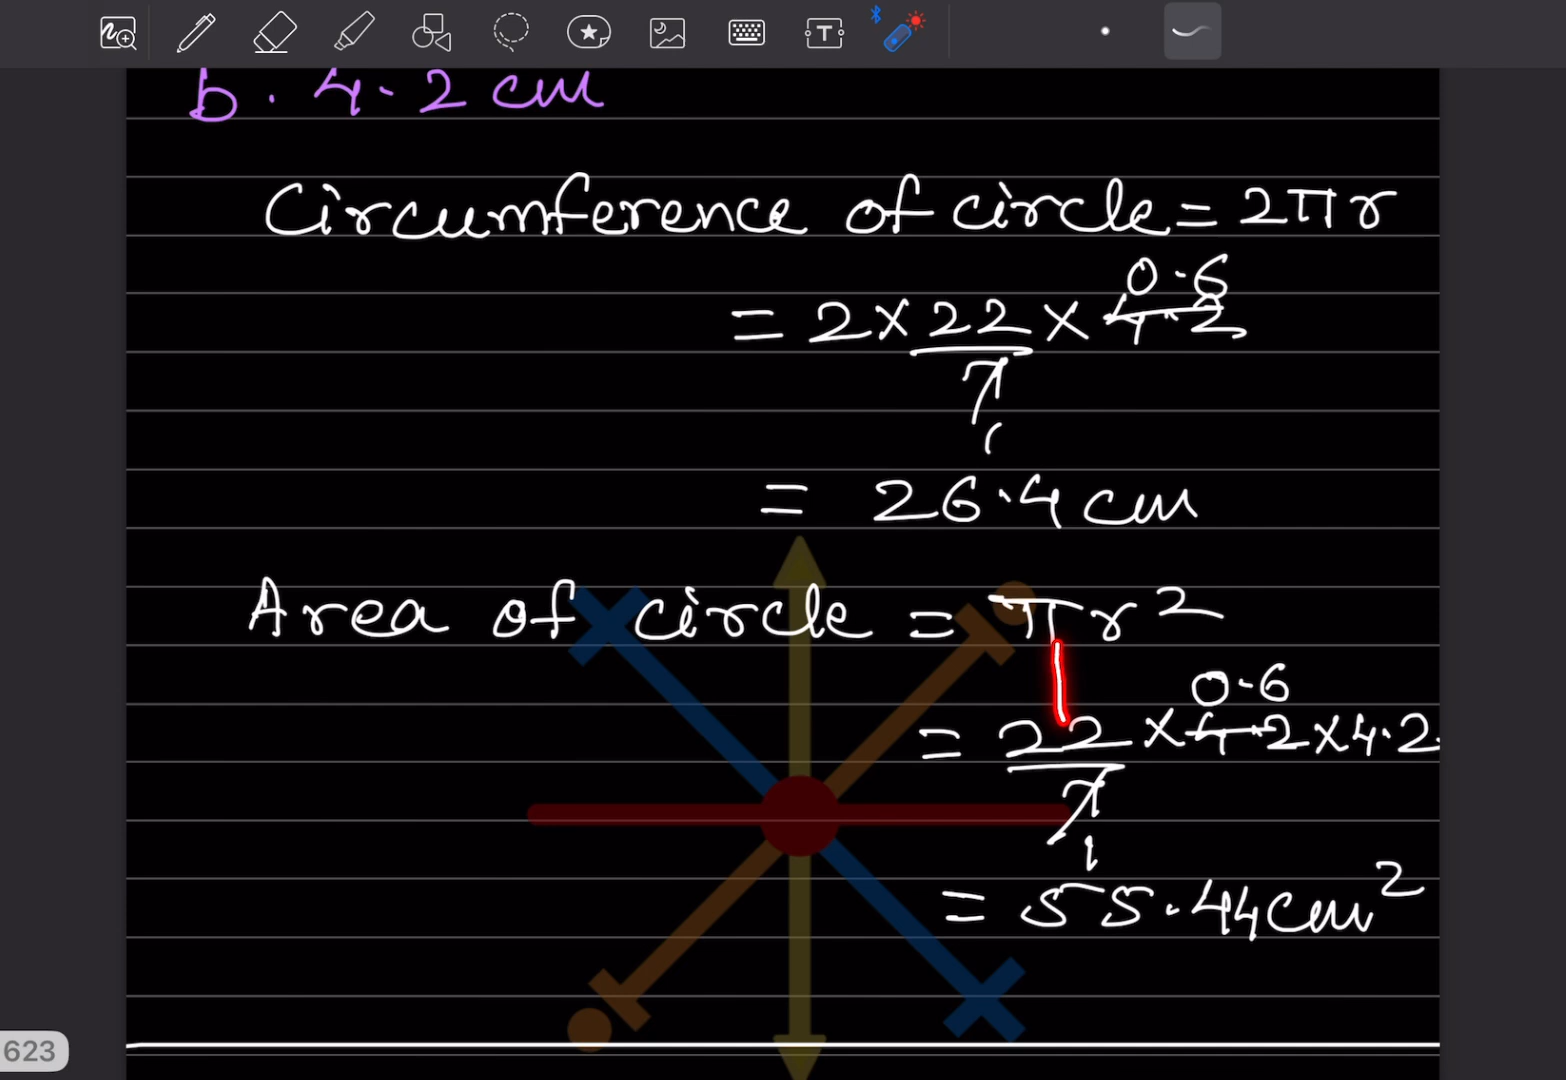 b. 4.2 cm
Circumference of circle = 2πr
0.6
= 2 × 22 × 4.2
7
1
= 26.4 cm
Area of circle = πr²
0.6
= 22 × 4.2 × 4.2
7
1
= 55.44 cm²
623